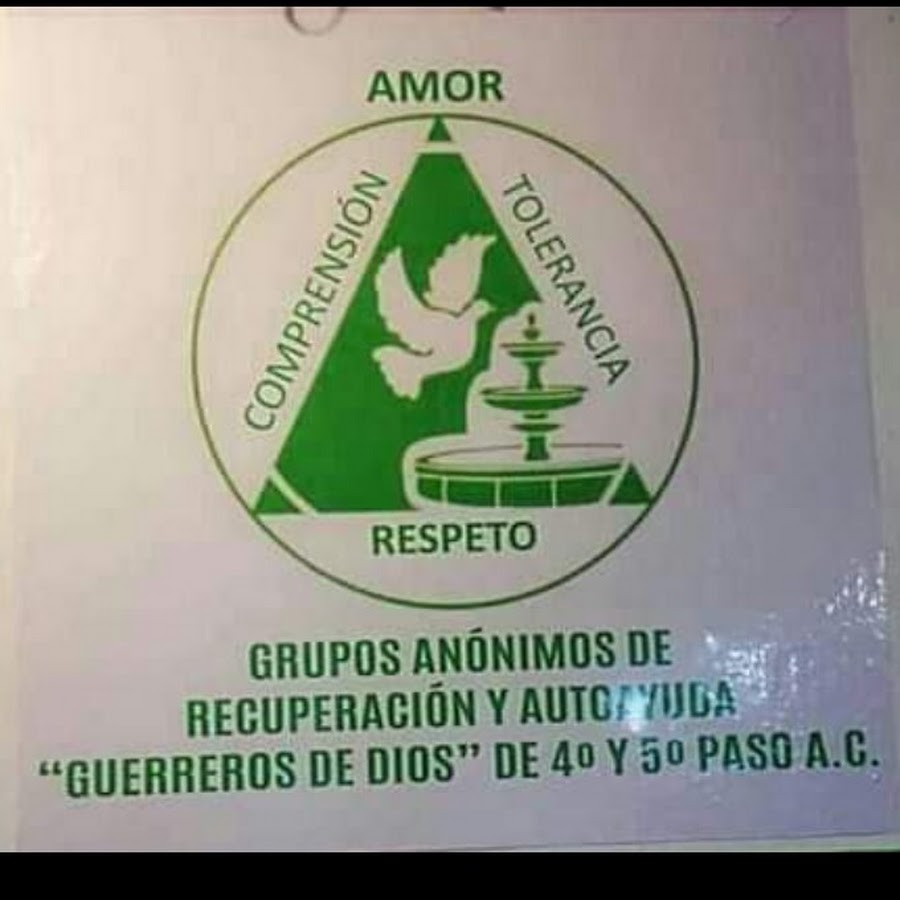 AMOR
COMPRENSIÓN
TOLERANCIA
RESPETO
GRUPOS ANÓNIMOS DE
RECUPERACIÓN Y AUTOAYUDA
“GUERREROS DE DIOS” DE 4º Y 5º PASO A.C.